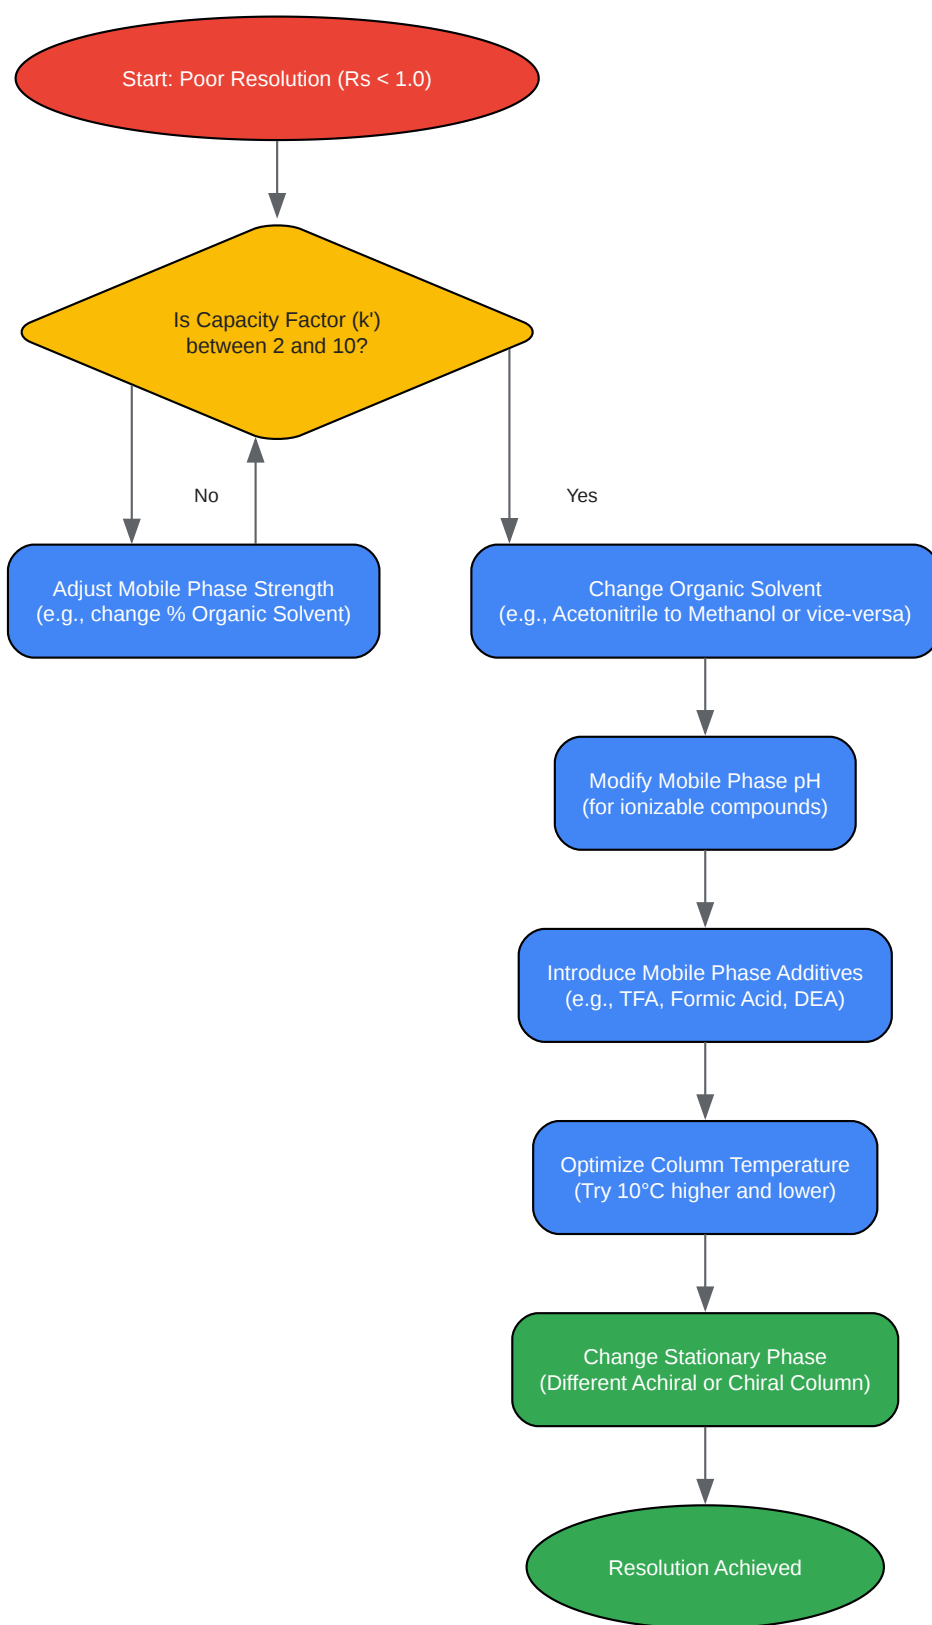 Start: Poor Resolution (Rs < 1.0)
Is Capacity Factor (k')
between 2 and 10?
No
Yes
Adjust Mobile Phase Strength
(e.g., change % Organic Solvent)
Change Organic Solvent
(e.g., Acetonitrile to Methanol or vice-versa)
Modify Mobile Phase pH
(for ionizable compounds)
Introduce Mobile Phase Additives
(e.g., TFA, Formic Acid, DEA)
Optimize Column Temperature
(Try 10°C higher and lower)
Change Stationary Phase
(Different Achiral or Chiral Column)
Resolution Achieved